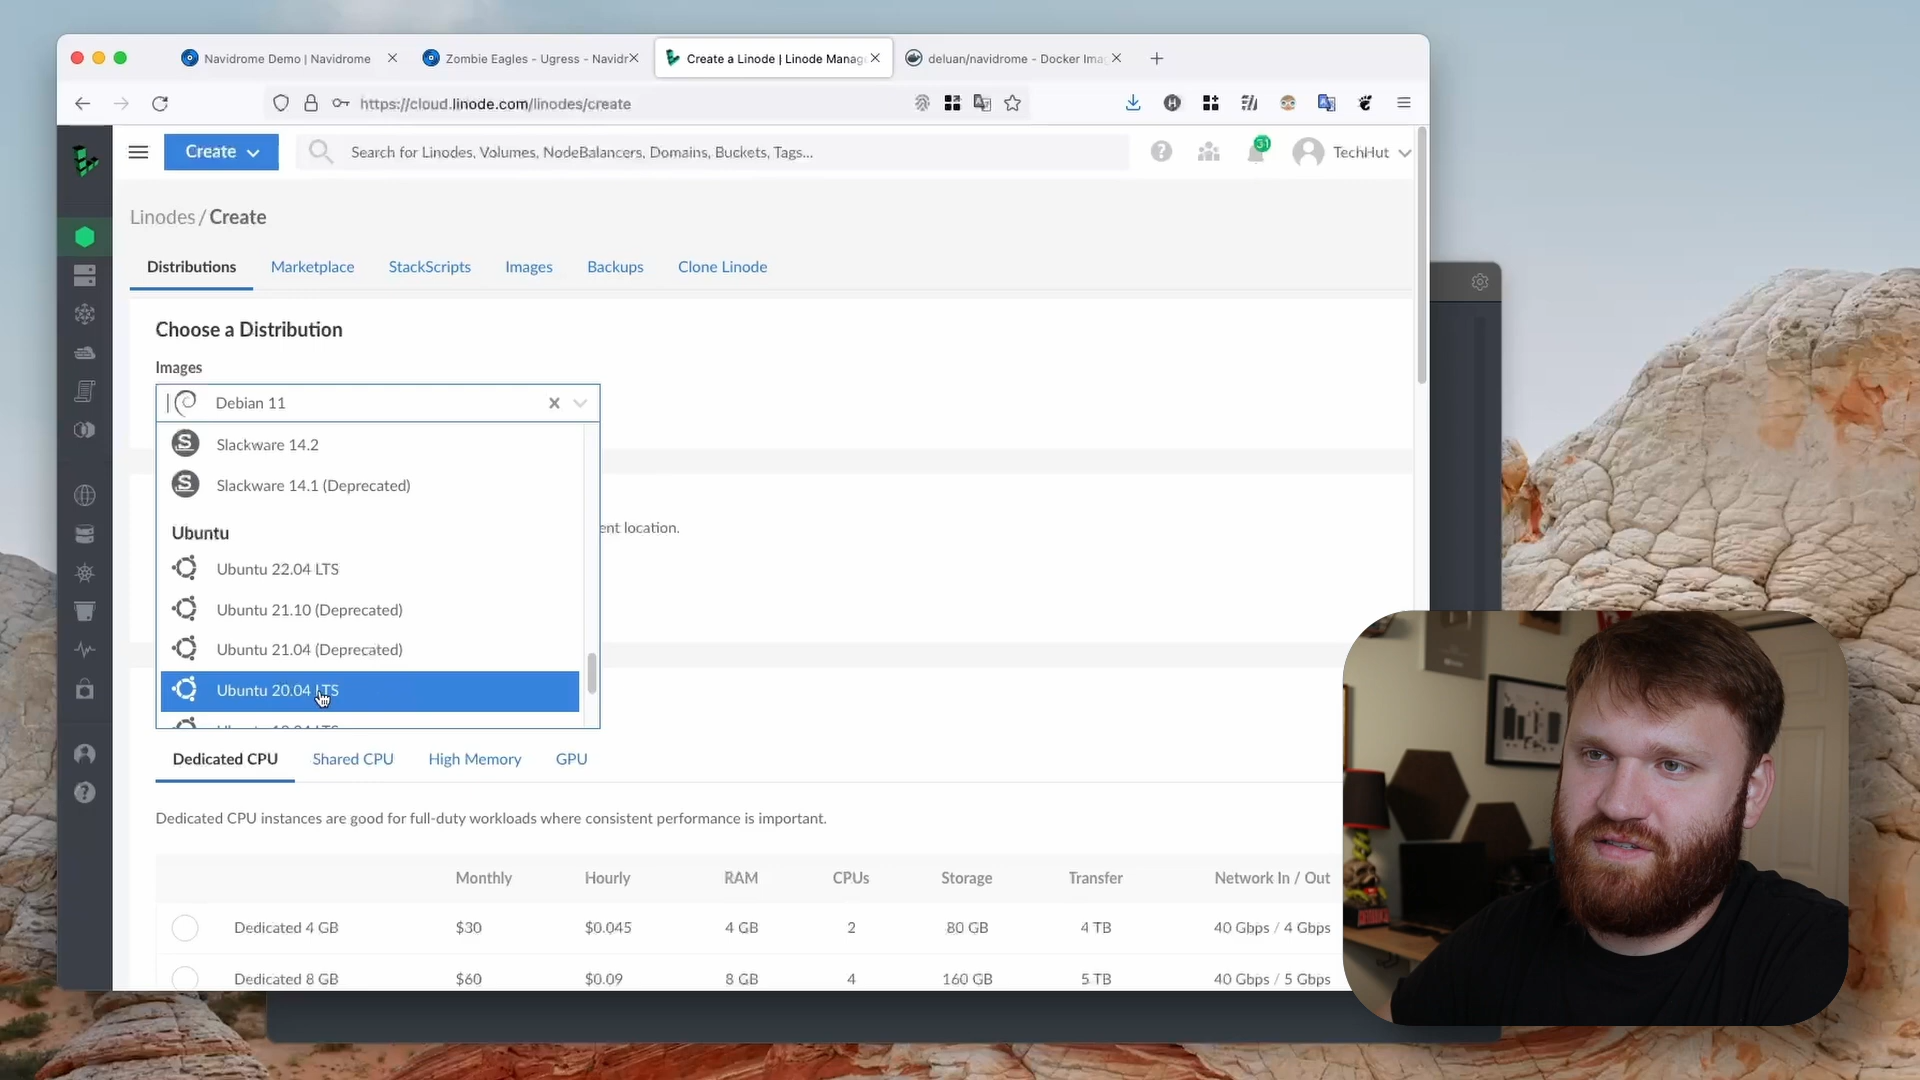 Navidrome Demo | Navidrome
Zombie Eagles - Ugress - Navidr
Create a Linode | Linode Manag
deluan/navidrome - Docker Ima
https://cloud.linode.com/linodes/create
Create
Search for Linodes, Volumes, NodeBalancers, Domains, Buckets, Tags...
31
TechHut
Linodes / Create
Distributions
Marketplace
StackScripts
Images
Backups
Clone Linode
Choose a Distribution
Images
Debian 11
Slackware 14.2
Slackware 14.1 (Deprecated)
Ubuntu
ent location.
Ubuntu 22.04 LTS
Ubuntu 21.10 (Deprecated)
Ubuntu 21.04 (Deprecated)
Ubuntu 20.04 LTS
Dedicated CPU
Shared CPU
High Memory
GPU
Dedicated CPU instances are good for full-duty workloads where consistent performance is important.
Monthly Hourly RAM CPUs Storage Transfer Network In / Out
Dedicated 4 GB $30 $0.045 4 GB 2 80 GB 4 TB 40 Gbps / 4 Gbps
Dedicated 8 GB $60 $0.09 8 GB 4 160 GB 5 TB 40 Gbps / 5 Gbps